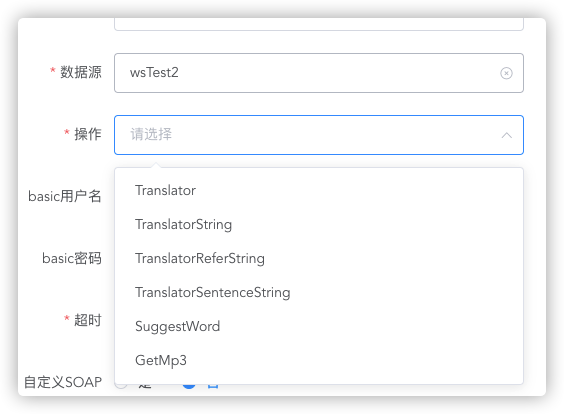 * 数据源 wsTest2
* 操作 请选择
Translator
basic用户名
TranslatorString
basic密码 TranslatorReferString
TranslatorSentenceString
* 超时 SuggestWord
GetMp3
自定义SOAP